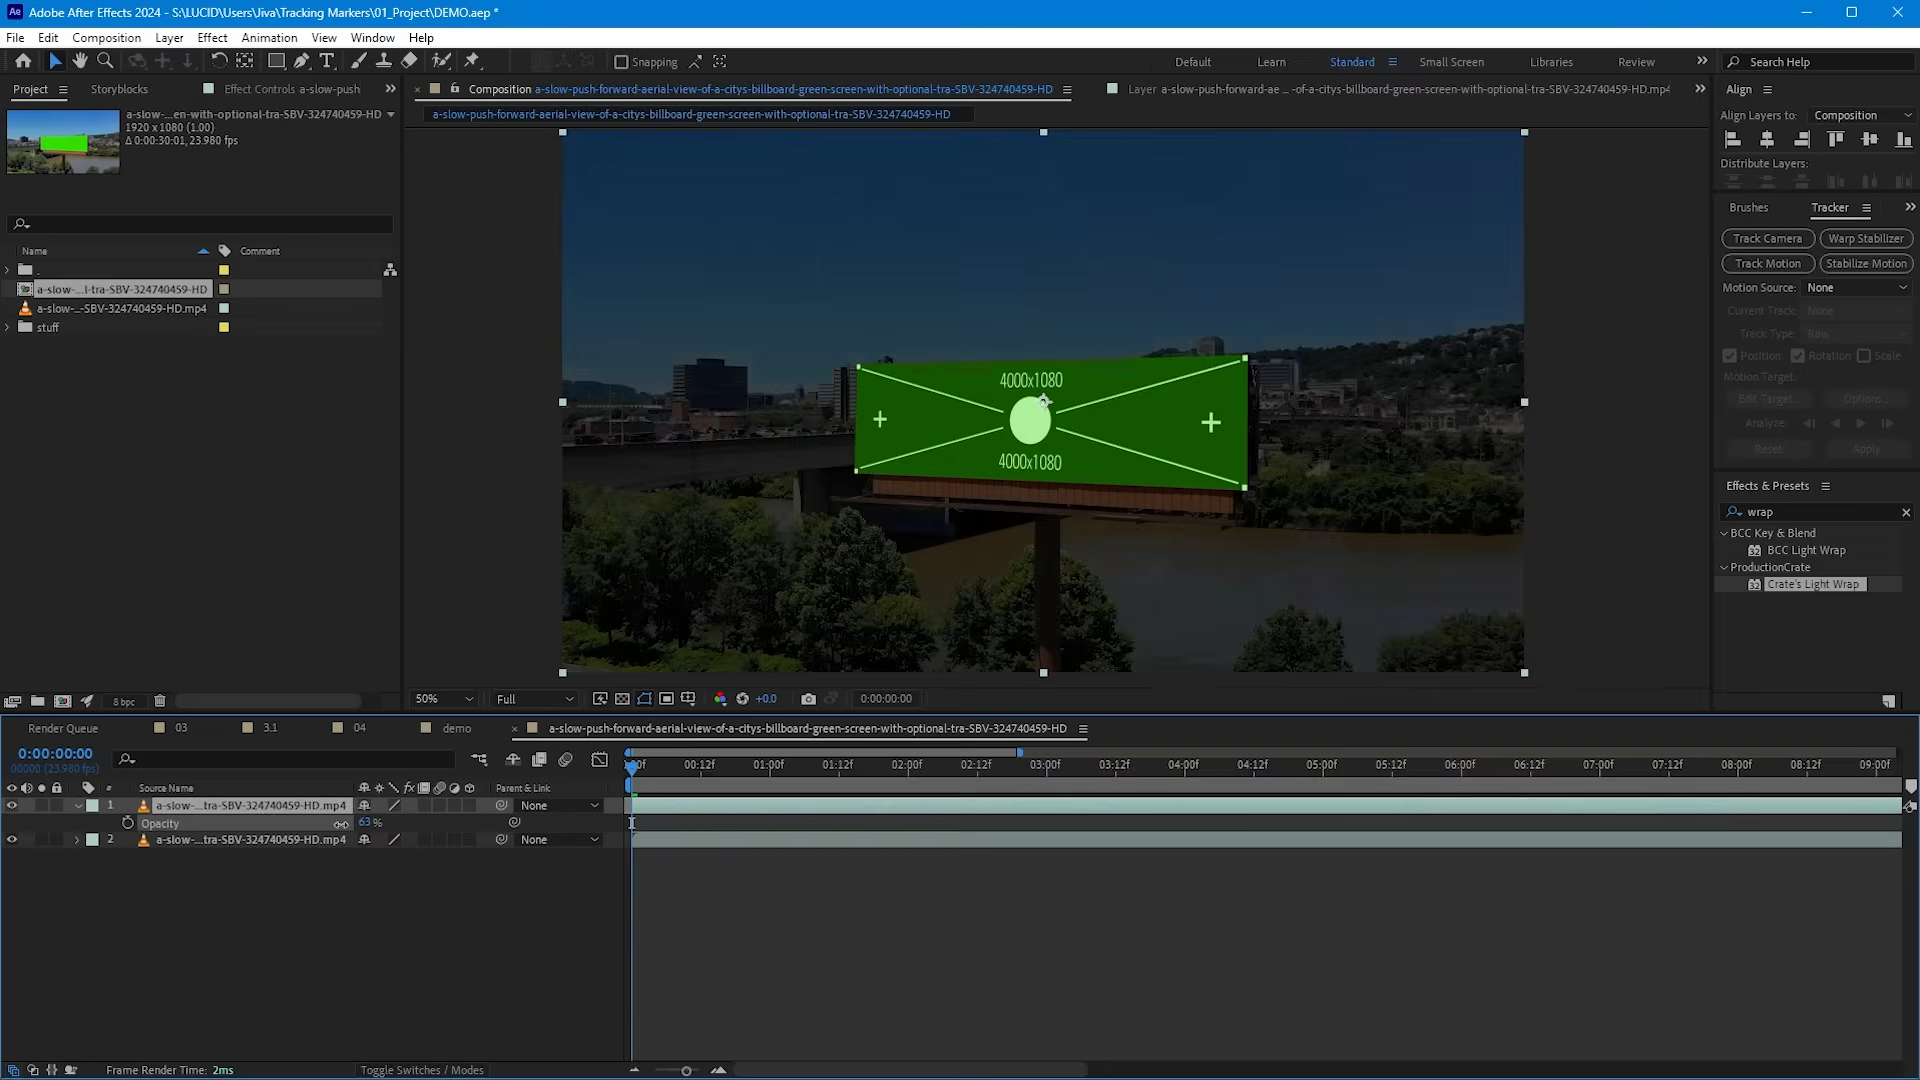 Adobe After Effects 2024 - S:\LUCID\Users\Jiva\Tracking Markers\01_Project\DEMO.aep *
File Edit Composition Layer Effect Animation View Window Help
Snapping Default Learn Standard Small Screen Libraries Review Search Help
Project Storyblocks Effect Controls a-slow-push
Composition a-slow-push-forward-aerial-view-of-a-citys-billboard-green-screen-with-optional-tra-SBV-324740459-HD
Layer a-slow-push-forward-ae ... -of-a-citys-billboard-green-screen-with-optional-tra-SBV-324740459-HD.mp4
a-slow-push-forward-aerial-view-of-a-citys-billboard-green-screen-with-optional-tra-SBV-324740459-HD
a-slow-...en-with-optional-tra-SBV-324740459-HD
1920 x 1080 (1.00)
Δ 0:00:30:01, 23.980 fps
Name Comment
.
a-slow-...l-tra-SBV-324740459-HD
a-slow-...-SBV-324740459-HD.mp4
stuff
8 bpc
4000x1080
4000x1080
50% Full +0.0 0:00:00:00
Align
Align Layers to: Composition
Distribute Layers:
Brushes Tracker
Track Camera Warp Stabilizer
Track Motion Stabilize Motion
Motion Source: None
Current Track: None
Track Type: Raw
Position Rotation Scale
Motion Target:
Edit Target... Options...
Analyze:
Reset Apply
Effects & Presets
wrap
BCC Key & Blend
32 BCC Light Wrap
ProductionCrate
32 Crate's Light Wrap
Render Queue 03 3.1 04 demo a-slow-push-forward-aerial-view-of-a-citys-billboard-green-screen-with-optional-tra-SBV-324740459-HD
0:00:00:00
00000 (23.980 fps)
:00f 00:12f 01:00f 01:12f 02:00f 02:12f 03:00f 03:12f 04:00f 04:12f 05:00f 05:12f 06:00f 06:12f 07:00f 07:12f 08:00f 08:12f 09:00f
# Source Name fx Parent & Link
1 a-slow-...tra-SBV-324740459-HD.mp4 None
Opacity 63 %
2 a-slow-...tra-SBV-324740459-HD.mp4 None
Frame Render Time: 2ms Toggle Switches / Modes